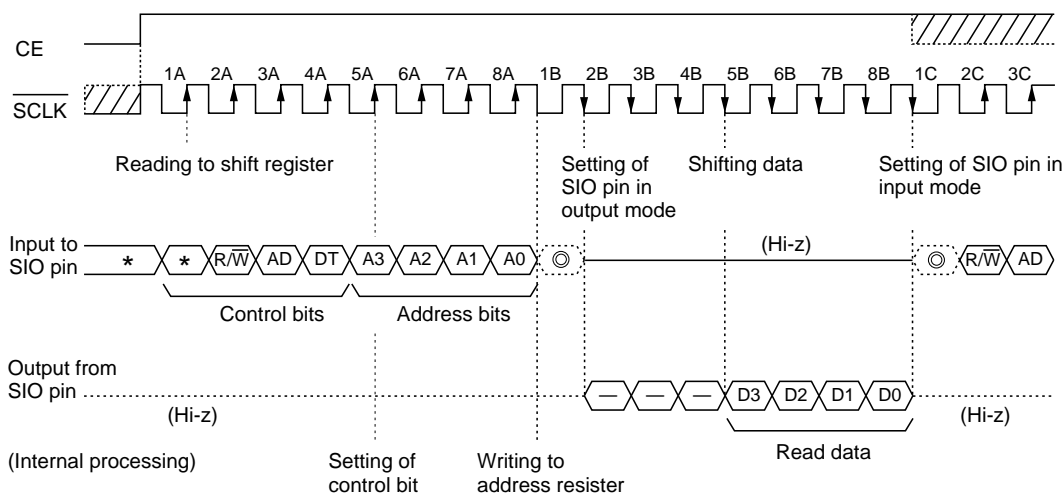 CE
1A 2A 3A 4A 5A 6A 7A 8A 1B 2B 3B 4B 5B 6B 7B 8B 1C 2C 3C
SCLK
Reading to shift register
Setting of
SIO pin in
output mode
Shifting data
Setting of SIO pin in
input mode
Input to
SIO pin
* * R/W AD DT A3 A2 A1 A0 ◎ (Hi-z) ◎ R/W AD
Control bits Address bits
Output from
SIO pin
(Hi-z) — — — D3 D2 D1 D0 (Hi-z)
Read data
(Internal processing)
Setting of
control bit
Writing to
address resister